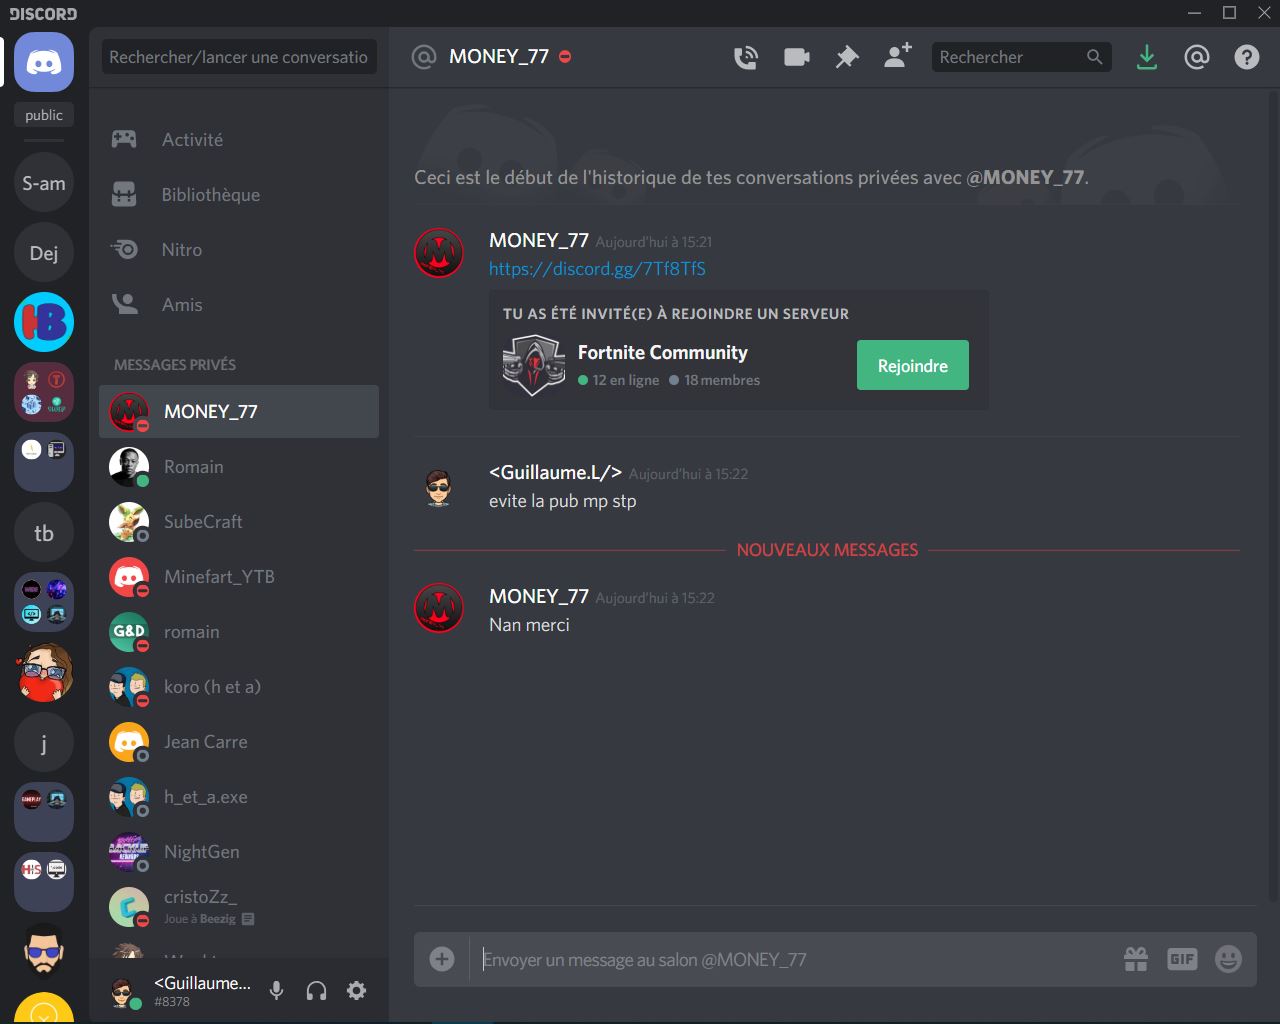 DISCORD
Rechercher/lancer une conversatio
@ MONEY_77
Rechercher
public
S-am
Dej
tb
j
Activité
Bibliothèque
Nitro
Amis
MESSAGES PRIVÉS
MONEY_77
Romain
SubeCraft
Minefart_YTB
G&D
romain
koro (h et a)
Jean Carre
h_et_a.exe
NightGen
cristoZz_
Joue à Beezig
<Guillaume...
#8378
Ceci est le début de l'historique de tes conversations privées avec @MONEY_77.
MONEY_77 Aujourd'hui à 15:21
https://discord.gg/7Tf8TfS
TU AS ÉTÉ INVITÉ(E) À REJOINDRE UN SERVEUR
Fortnite Community
12 en ligne 18 membres
Rejoindre
<Guillaume.L/> Aujourd'hui à 15:22
evite la pub mp stp
NOUVEAUX MESSAGES
MONEY_77 Aujourd'hui à 15:22
Nan merci
Envoyer un message au salon @MONEY_77
GIF